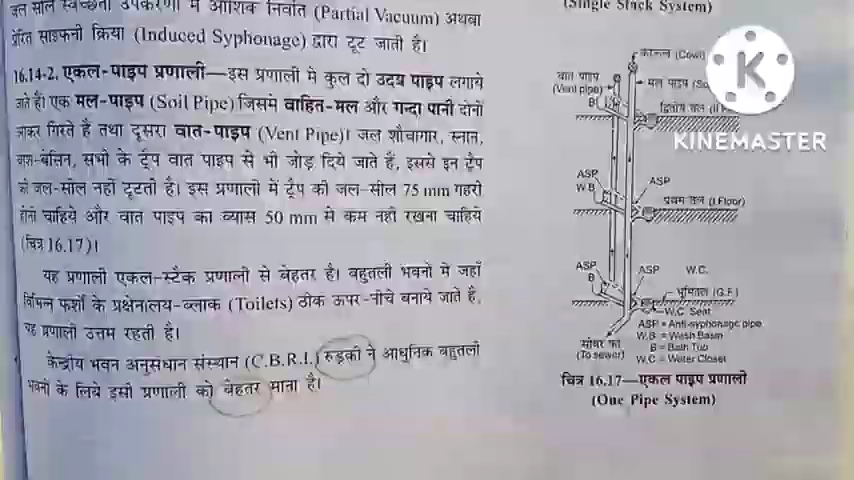 जल सील स्वच्छता उपकरणों में आंशिक निर्वात (Partial Vacuum) अथवा
प्रेरित साइफनी क्रिया (Induced Syphonage) द्वारा टूट जाती है।
16.14-2. एकल-पाइप प्रणाली—इस प्रणाली में कुल दो उदग्र पाइप लगाये
जाते हैं। एक मल-पाइप (Soil Pipe) जिसमें वाहित-मल और गन्दा पानी दोनों
आकर गिरते हैं तथा दूसरा वात-पाइप (Vent Pipe)। जल शौचागार, स्नान,
वाश-बेसिन, सभी के ट्रैप वात पाइप से भी जोड़ दिये जाते हैं, इससे इन ट्रैप
की जल-सील नहीं टूटती है। इस प्रणाली में ट्रैप की जल-सील 75 mm गहरी
होनी चाहिये और वात पाइप का व्यास 50 mm से कम नहीं रखना चाहिये
(चित्र 16.17)।
यह प्रणाली एकल-स्टैक प्रणाली से बेहतर है। बहुतली भवनों में जहाँ
विभिन्न फर्शों के प्रक्षेनालय-ब्लाक (Toilets) ठीक ऊपर-नीचे बनाये जाते हैं,
यह प्रणाली उत्तम रहती है।
केन्द्रीय भवन अनुसंधान संस्थान (C.B.R.I.) रुड़की ने आधुनिक बहुतली
भवनों के लिये इसी प्रणाली को बेहतर माना है।
(Single Stack System)
काऊल (Cowl)
वात पाइप
(Vent pipe)
मल पाइप
B
द्वितीय तल
ASP
W.B
ASP
प्रथम तल (I Floor)
ASP
B
ASP
W.C.
भूमितल (G.F.)
W.C Seat
ASP = Anti-syphonage pipe
W.B = Wash Basin
B = Bath Tub
W.C = Water Closet
सीवर को
(To sewer)
चित्र 16.17—एकल पाइप प्रणाली
(One Pipe System)
K
KINEMASTER